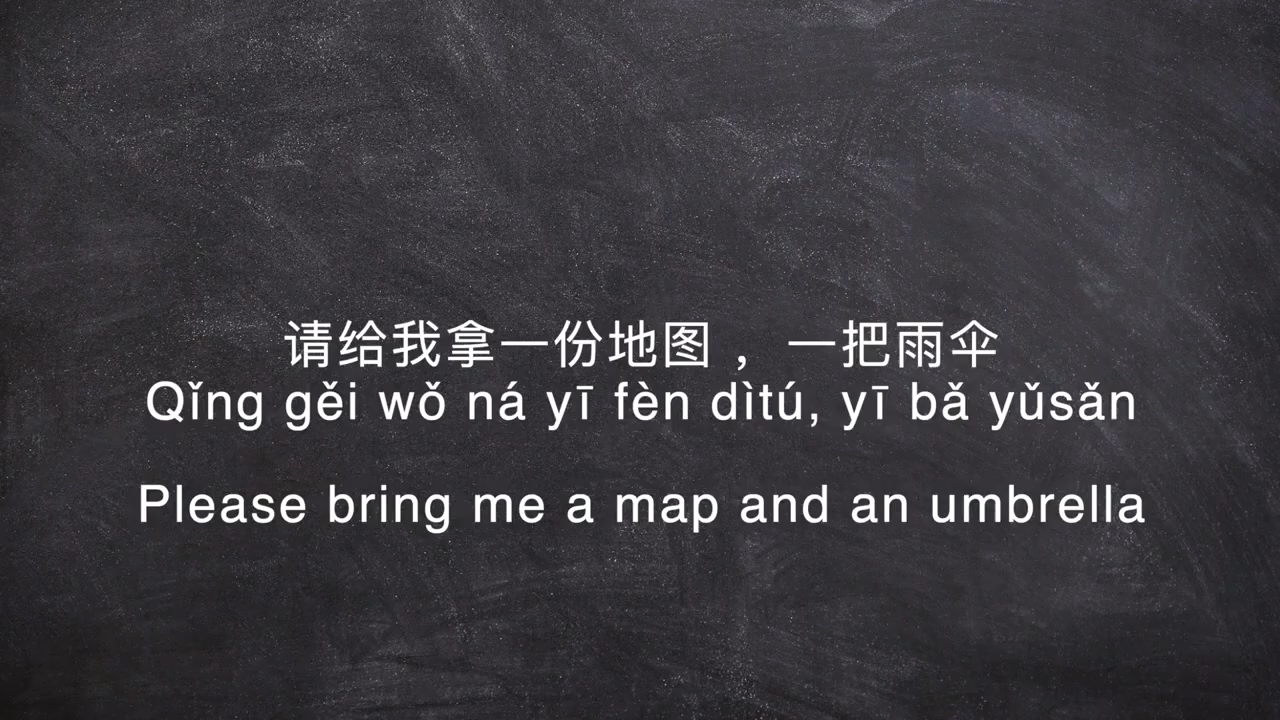 请给我拿一份地图 ，一把雨伞
Qǐng gěi wǒ ná yī fèn dìtú, yī bǎ yǔsǎn
Please bring me a map and an umbrella